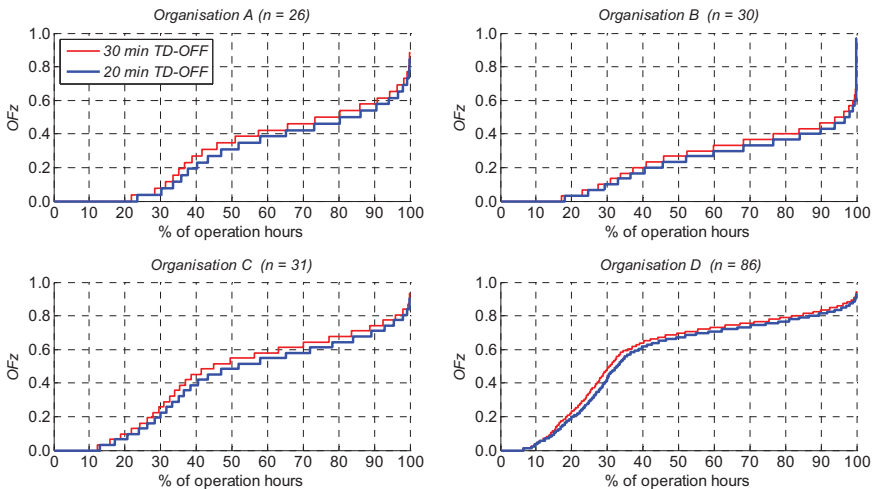 Organisation A (n = 26)
1.0
0.8
0.6
0.4
0.2
0.0
OFz
30 min TD-OFF
20 min TD-OFF
0 10 20 30 40 50 60 70 80 90 100
% of operation hours
Organisation B (n = 30)
1.0
0.8
0.6
0.4
0.2
0.0
OFz
0 10 20 30 40 50 60 70 80 90 100
% of operation hours
Organisation C (n = 31)
1.0
0.8
0.6
0.4
0.2
0.0
OFz
0 10 20 30 40 50 60 70 80 90 100
% of operation hours
Organisation D (n = 86)
1.0
0.8
0.6
0.4
0.2
0.0
OFz
0 10 20 30 40 50 60 70 80 90 100
% of operation hours